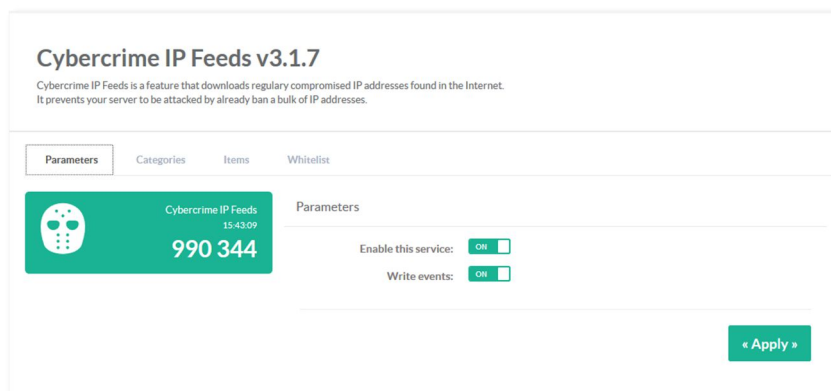 Cybercrime IP Feeds v3.1.7
Cybercrime IP Feeds is a feature that downloads regulary compromised IP addresses found in the Internet.
It prevents your server to be attacked by already ban a bulk of IP addresses.
Parameters Categories Items Whitelist
Cybercrime IP Feeds
15:43:09
990 344
Parameters
Enable this service: ON
Write events: ON
« Apply »